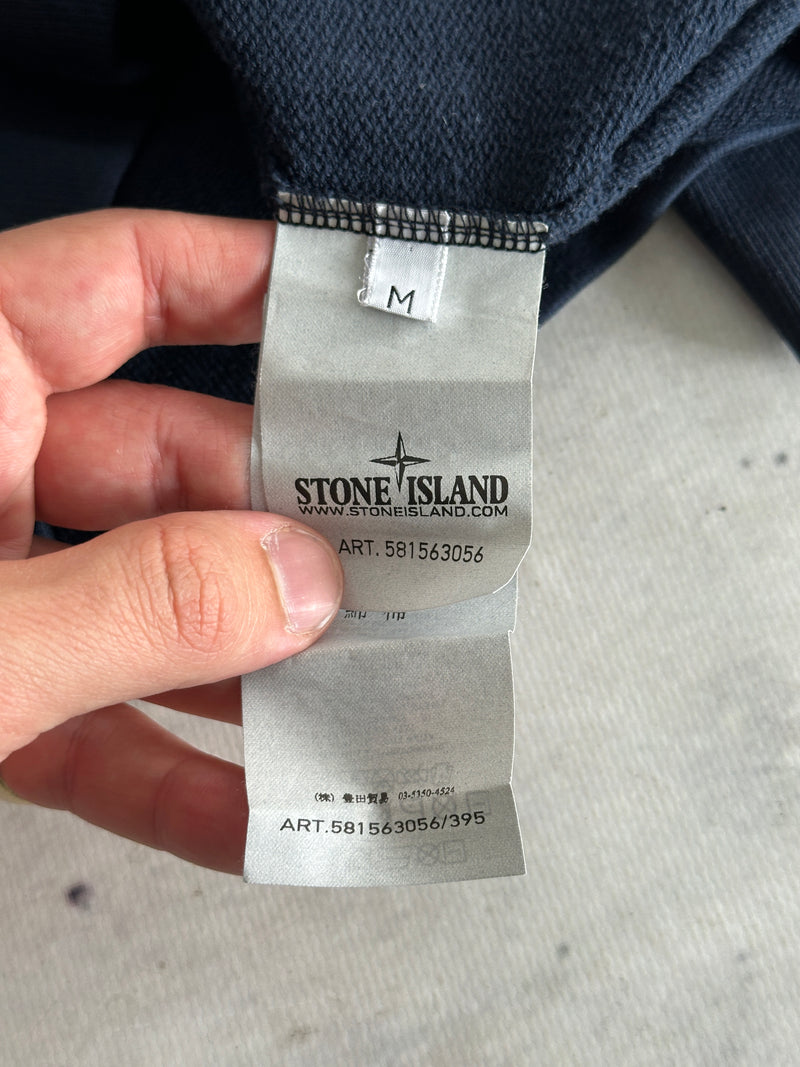 M
STONE ISLAND
WWW.STONEISLAND.COM
ART. 581563056
(株) 豊田貿易 03-5350-4524
ART.581563056/395